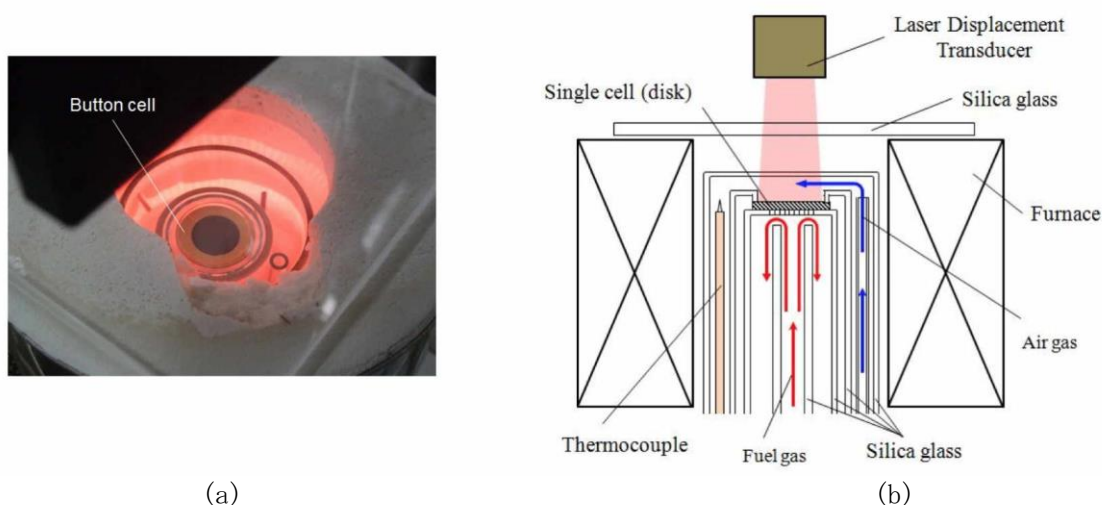 Button cell
(a)
Laser Displacement
Transducer
Single cell (disk)
Silica glass
Furnace
Air gas
Thermocouple
Fuel gas
Silica glass
(b)